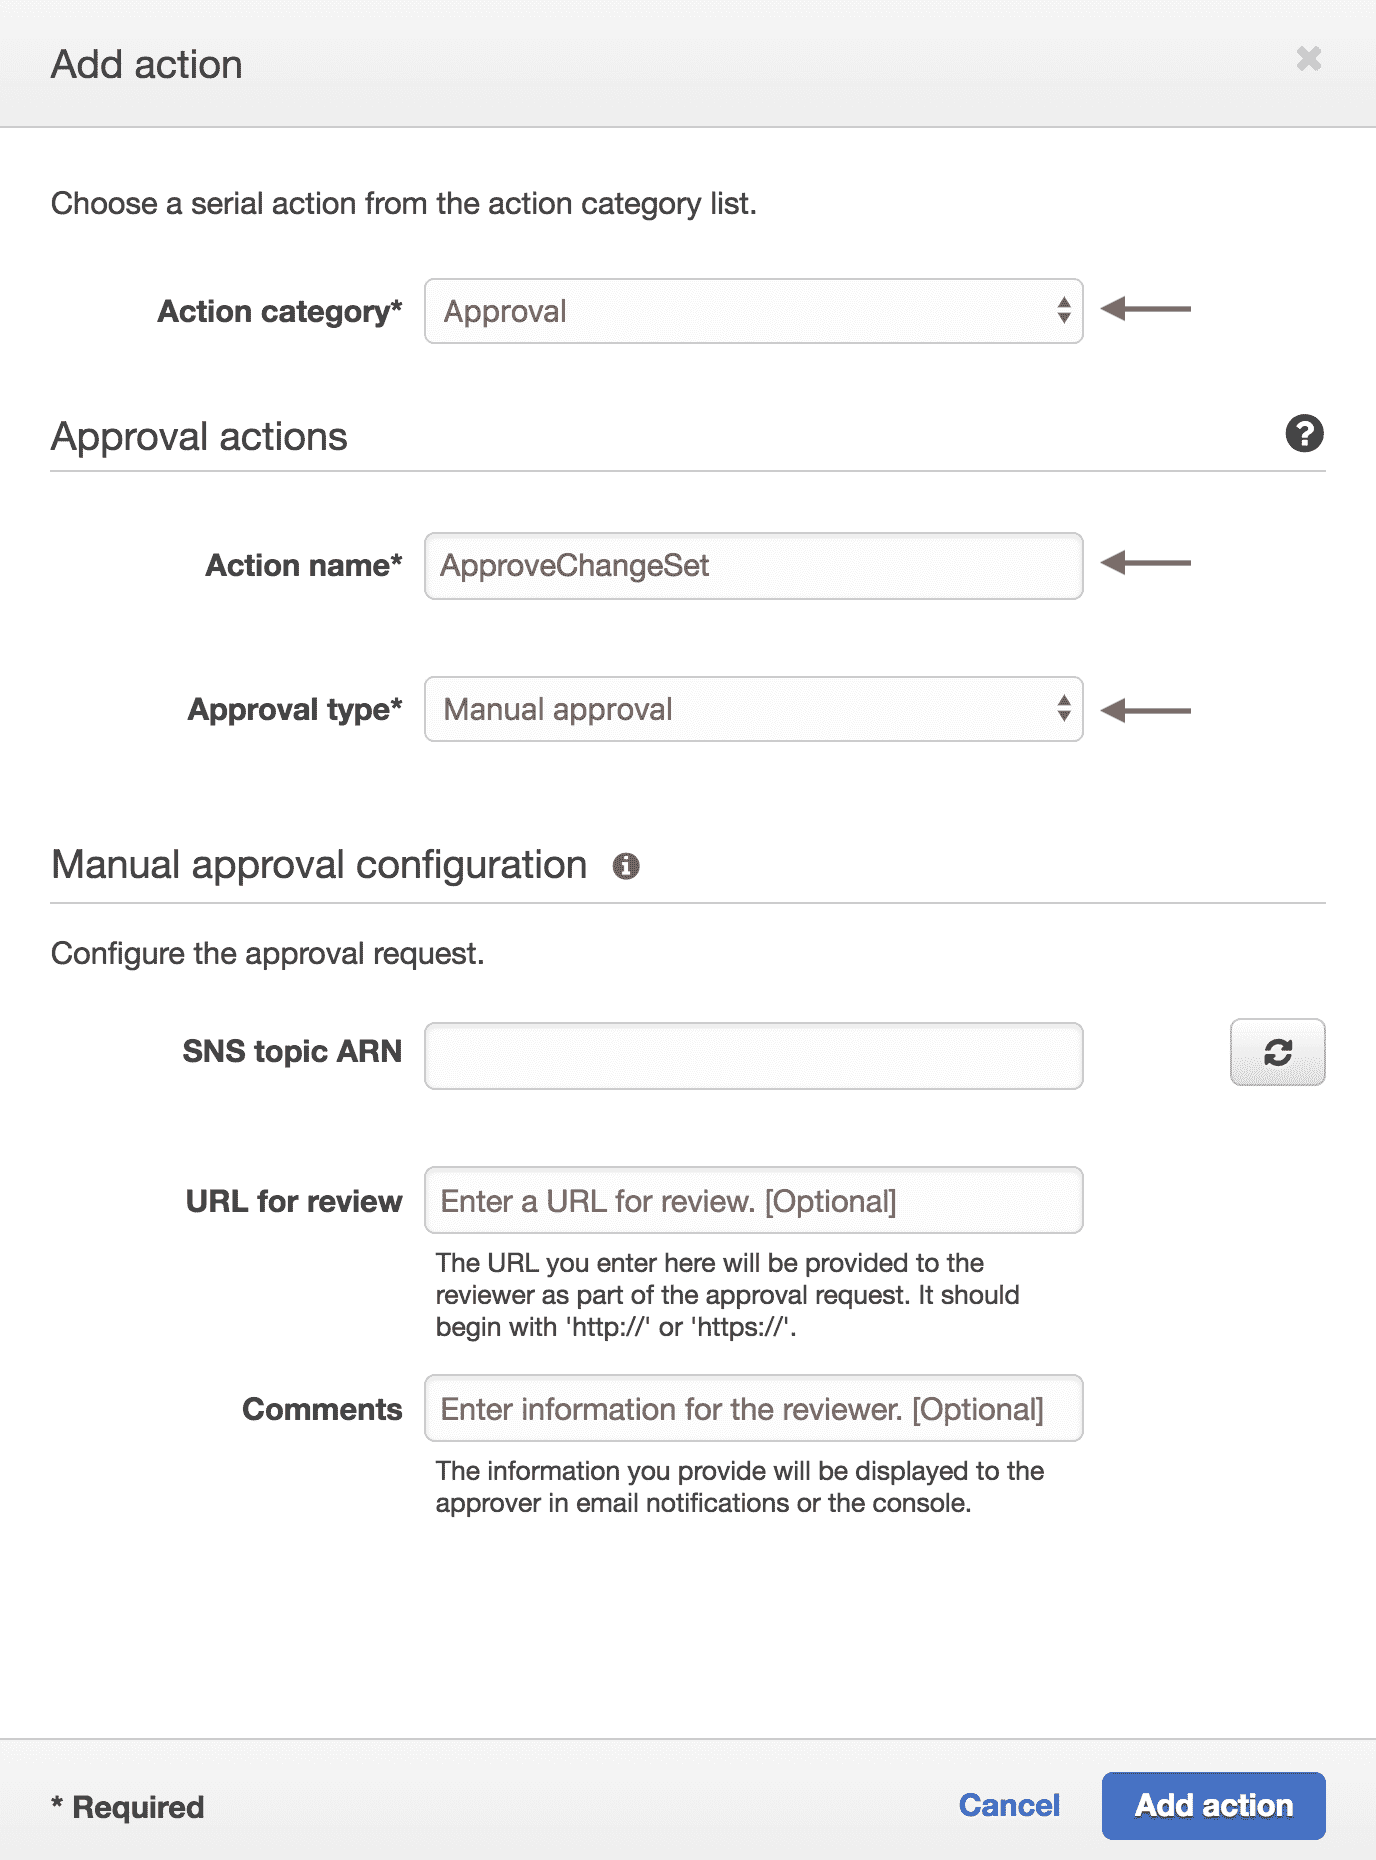 Add action
Choose a serial action from the action category list.
Action category* Approval
Approval actions
Action name* ApproveChangeSet
Approval type* Manual approval
Manual approval configuration
Configure the approval request.
SNS topic ARN
URL for review Enter a URL for review. [Optional]
The URL you enter here will be provided to the
reviewer as part of the approval request. It should
begin with 'http://' or 'https://'.
Comments Enter information for the reviewer. [Optional]
The information you provide will be displayed to the
approver in email notifications or the console.
* Required Cancel Add action